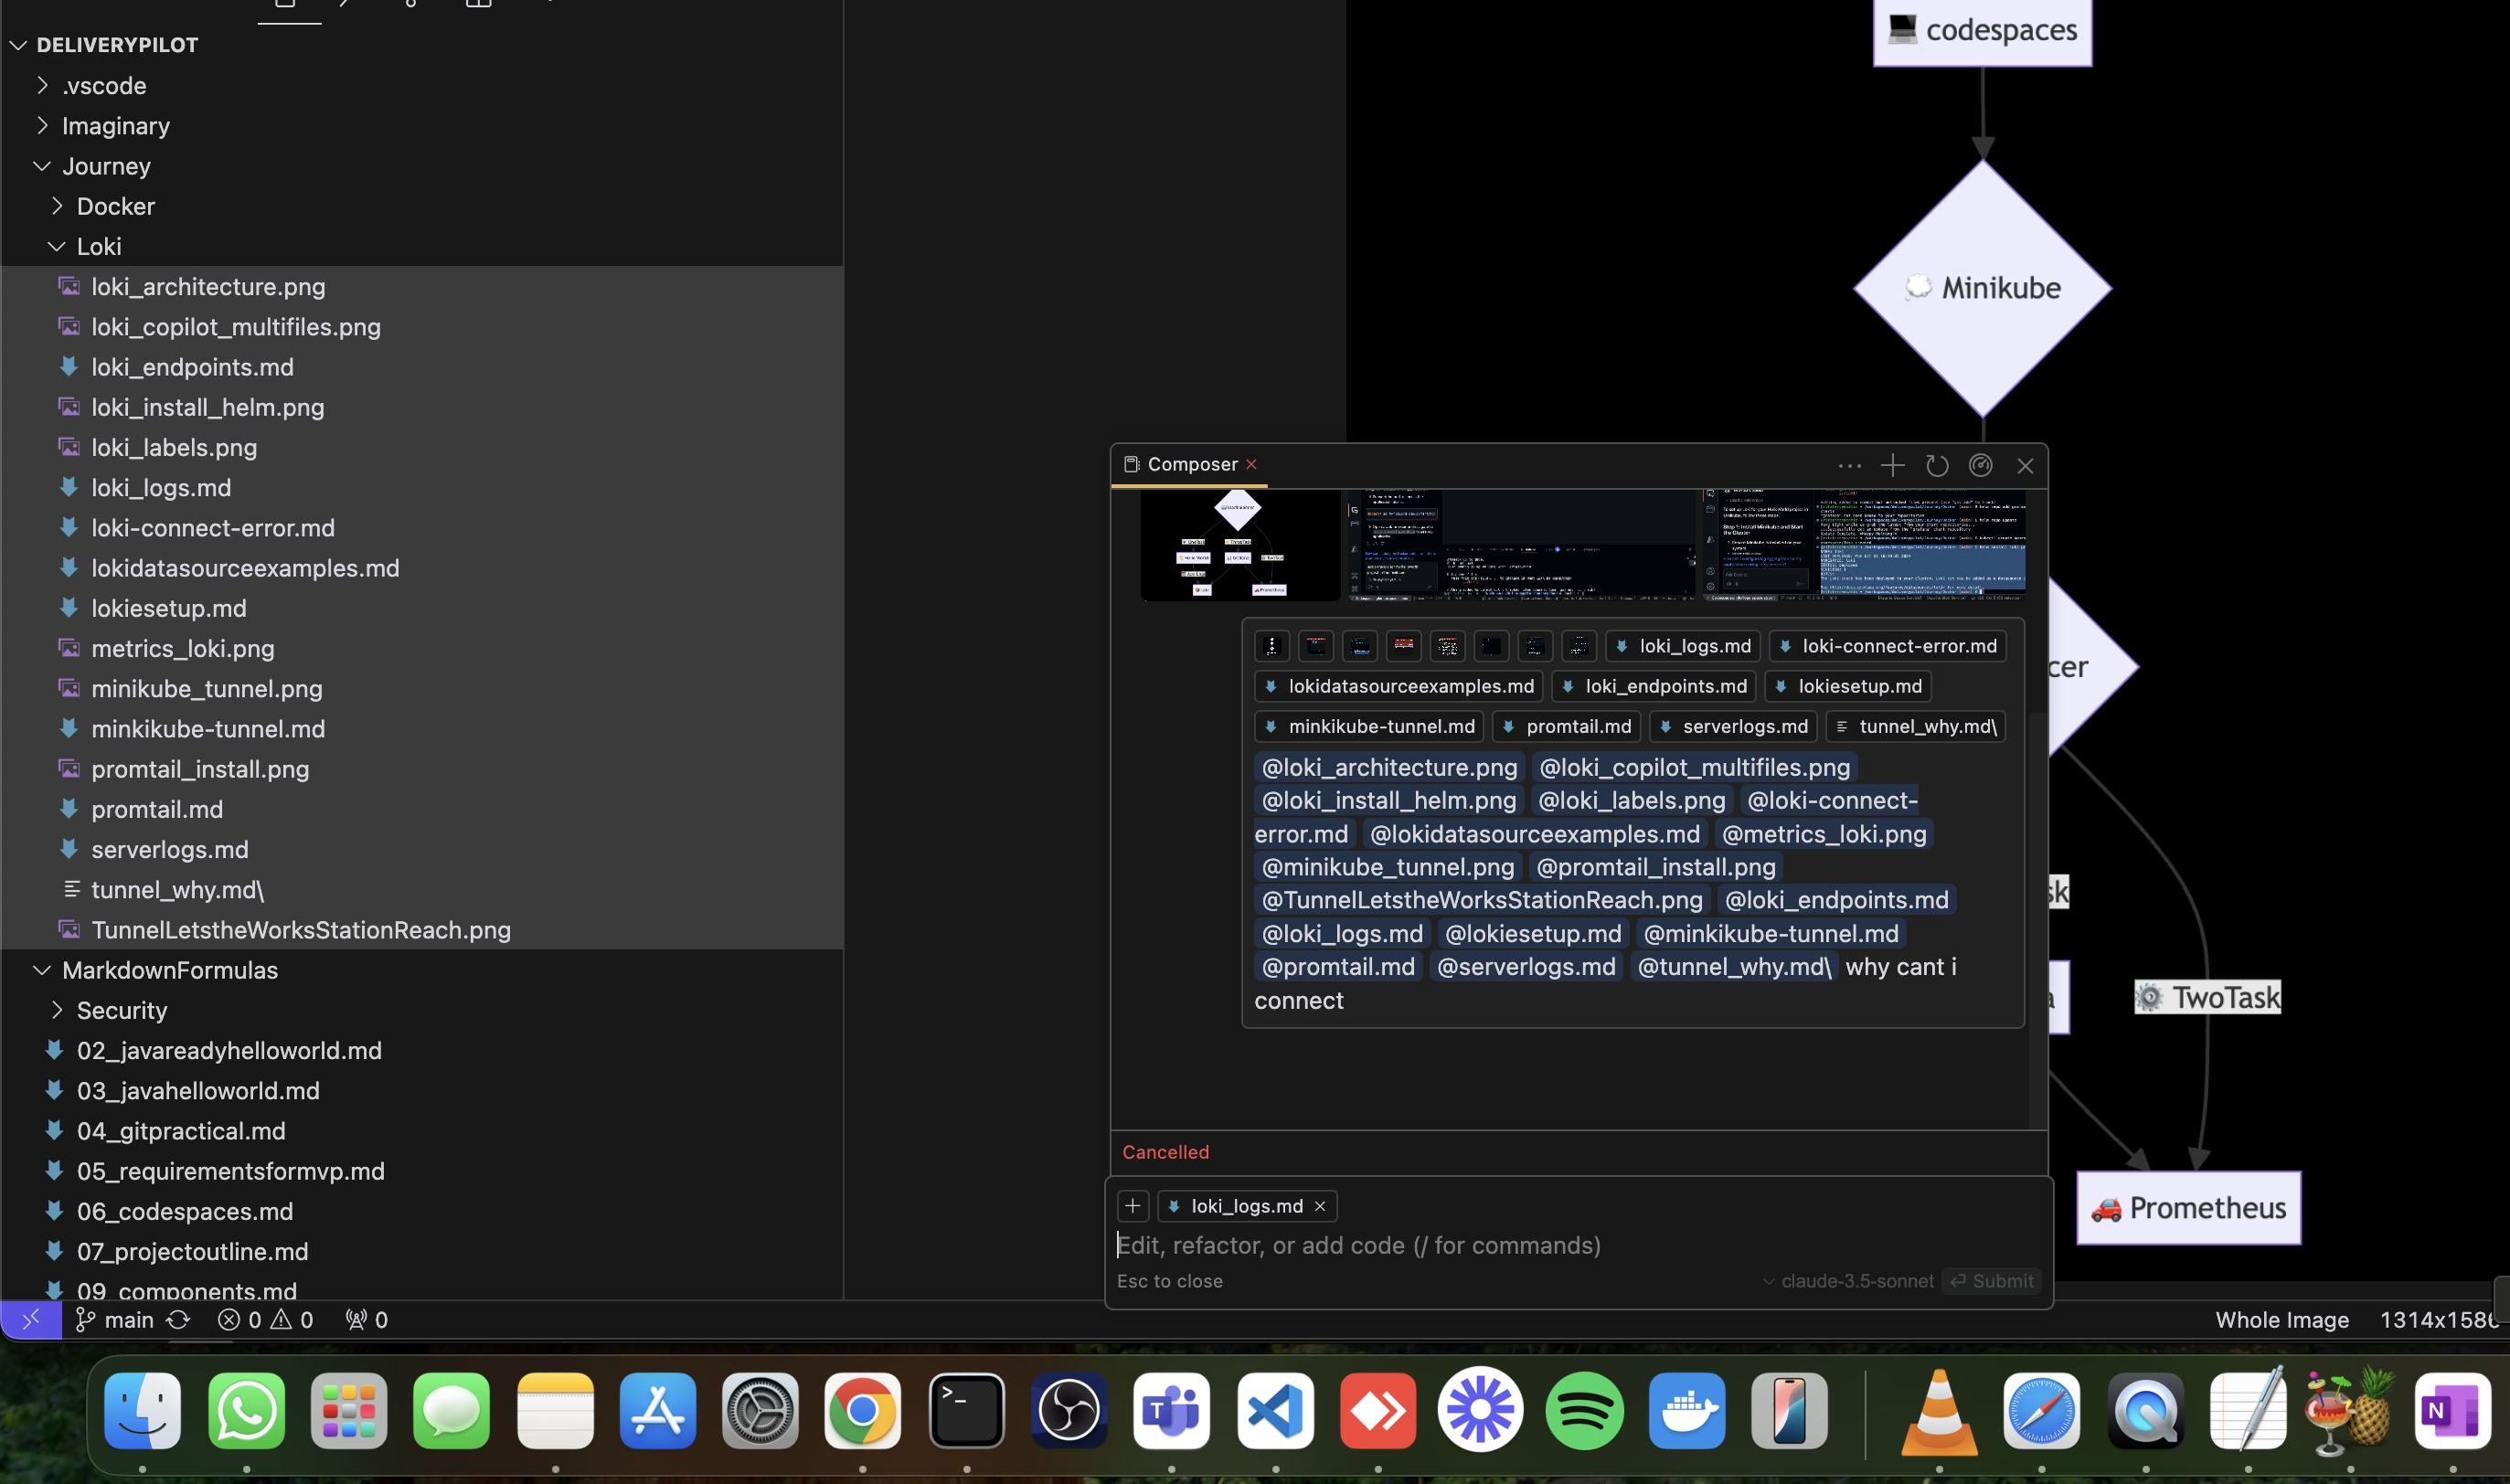 DELIVERYPILOT
.vscode
Imaginary
Journey
Docker
Loki
loki_architecture.png
loki_copilot_multifiles.png
loki_endpoints.md
loki_install_helm.png
loki_labels.png
loki_logs.md
loki-connect-error.md
lokidatasourceexamples.md
lokiesetup.md
metrics_loki.png
minikube_tunnel.png
minkikube-tunnel.md
promtail_install.png
promtail.md
serverlogs.md
tunnel_why.md\
TunnelLetstheWorksStationReach.png
MarkdownFormulas
Security
02_javareadyhelloworld.md
03_javahelloworld.md
04_gitpractical.md
05_requirementsformvp.md
06_codespaces.md
07_projectoutline.md
09_components.md
main 0 0 0
codespaces
Minikube
cer
sk
a
TwoTask
Prometheus
Composer
loki_logs.md loki-connect-error.md
lokidatasourceexamples.md loki_endpoints.md lokiesetup.md
minkikube-tunnel.md promtail.md serverlogs.md tunnel_why.md\
@loki_architecture.png @loki_copilot_multifiles.png
@loki_install_helm.png @loki_labels.png @loki-connect-
error.md @lokidatasourceexamples.md @metrics_loki.png
@minikube_tunnel.png @promtail_install.png
@TunnelLetstheWorksStationReach.png @loki_endpoints.md
@loki_logs.md @lokiesetup.md @minkikube-tunnel.md
@promtail.md @serverlogs.md @tunnel_why.md\ why cant i
connect
Cancelled
loki_logs.md
Edit, refactor, or add code (/ for commands)
Esc to close claude-3.5-sonnet Submit
Whole Image 1314x1586